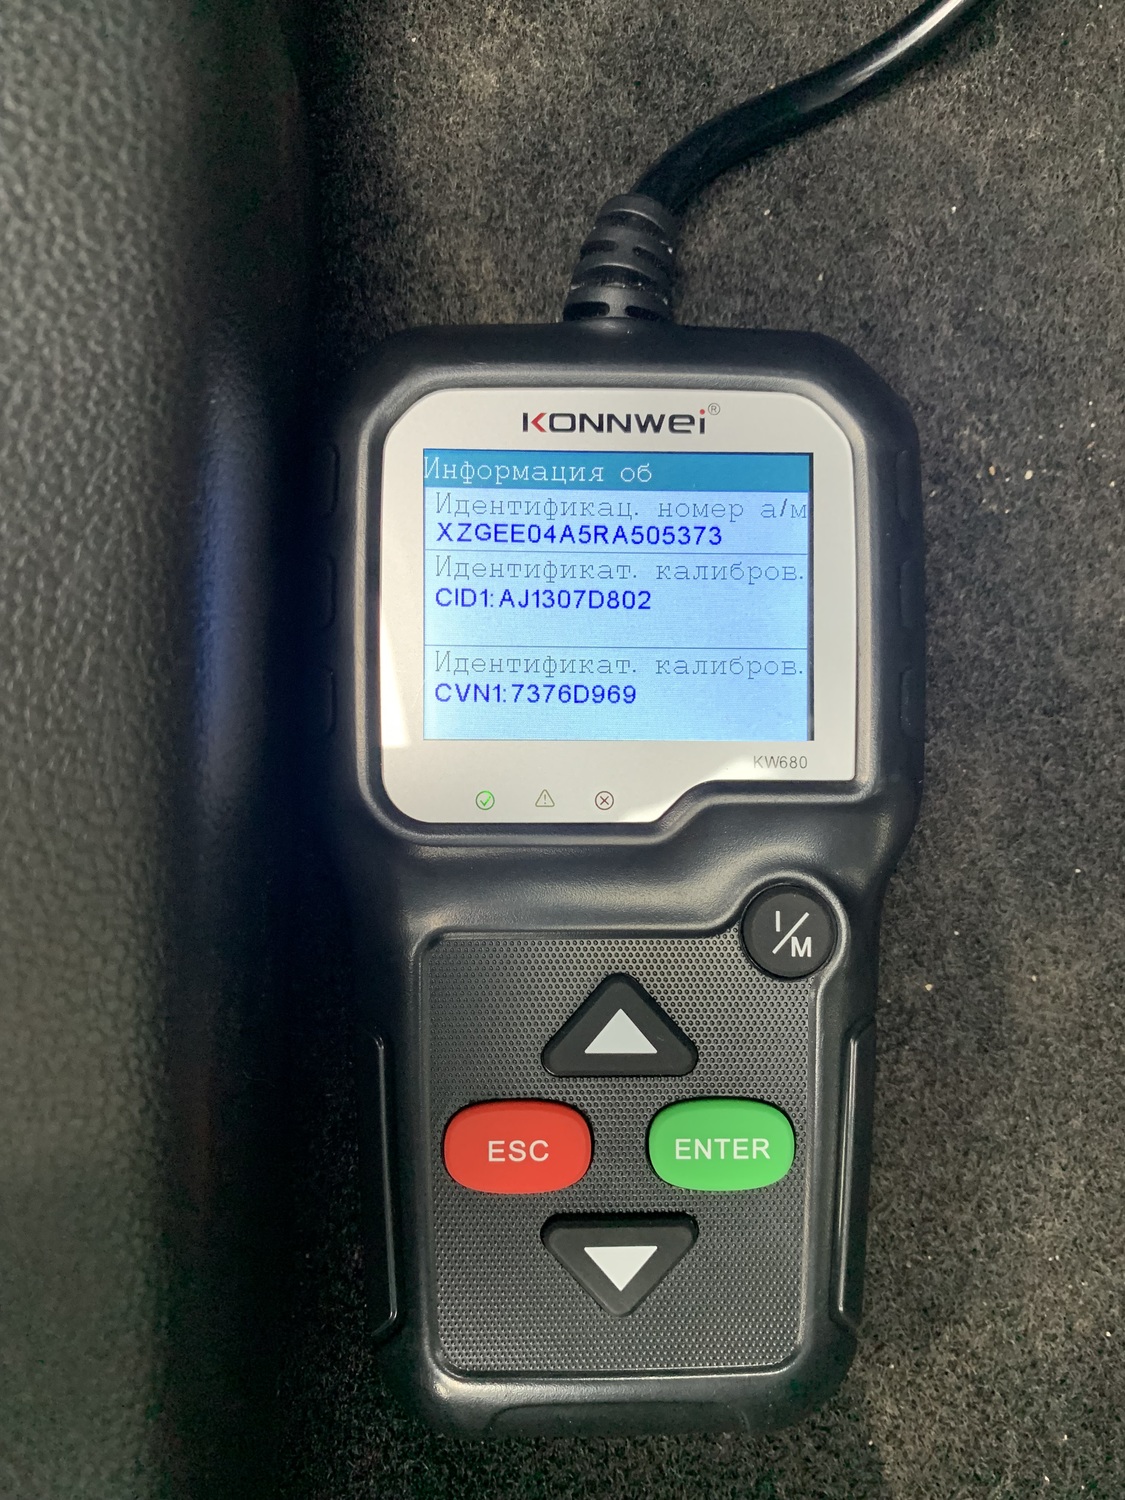 KONNWEI®
Информация об
Идентификац. номер а/м
XZGEE04A5RA505373
Идентификат. калибров.
CID1:AJ1307D802
Идентификат. калибров.
CVN1:7376D969
KW680
I/M
ESC
ENTER